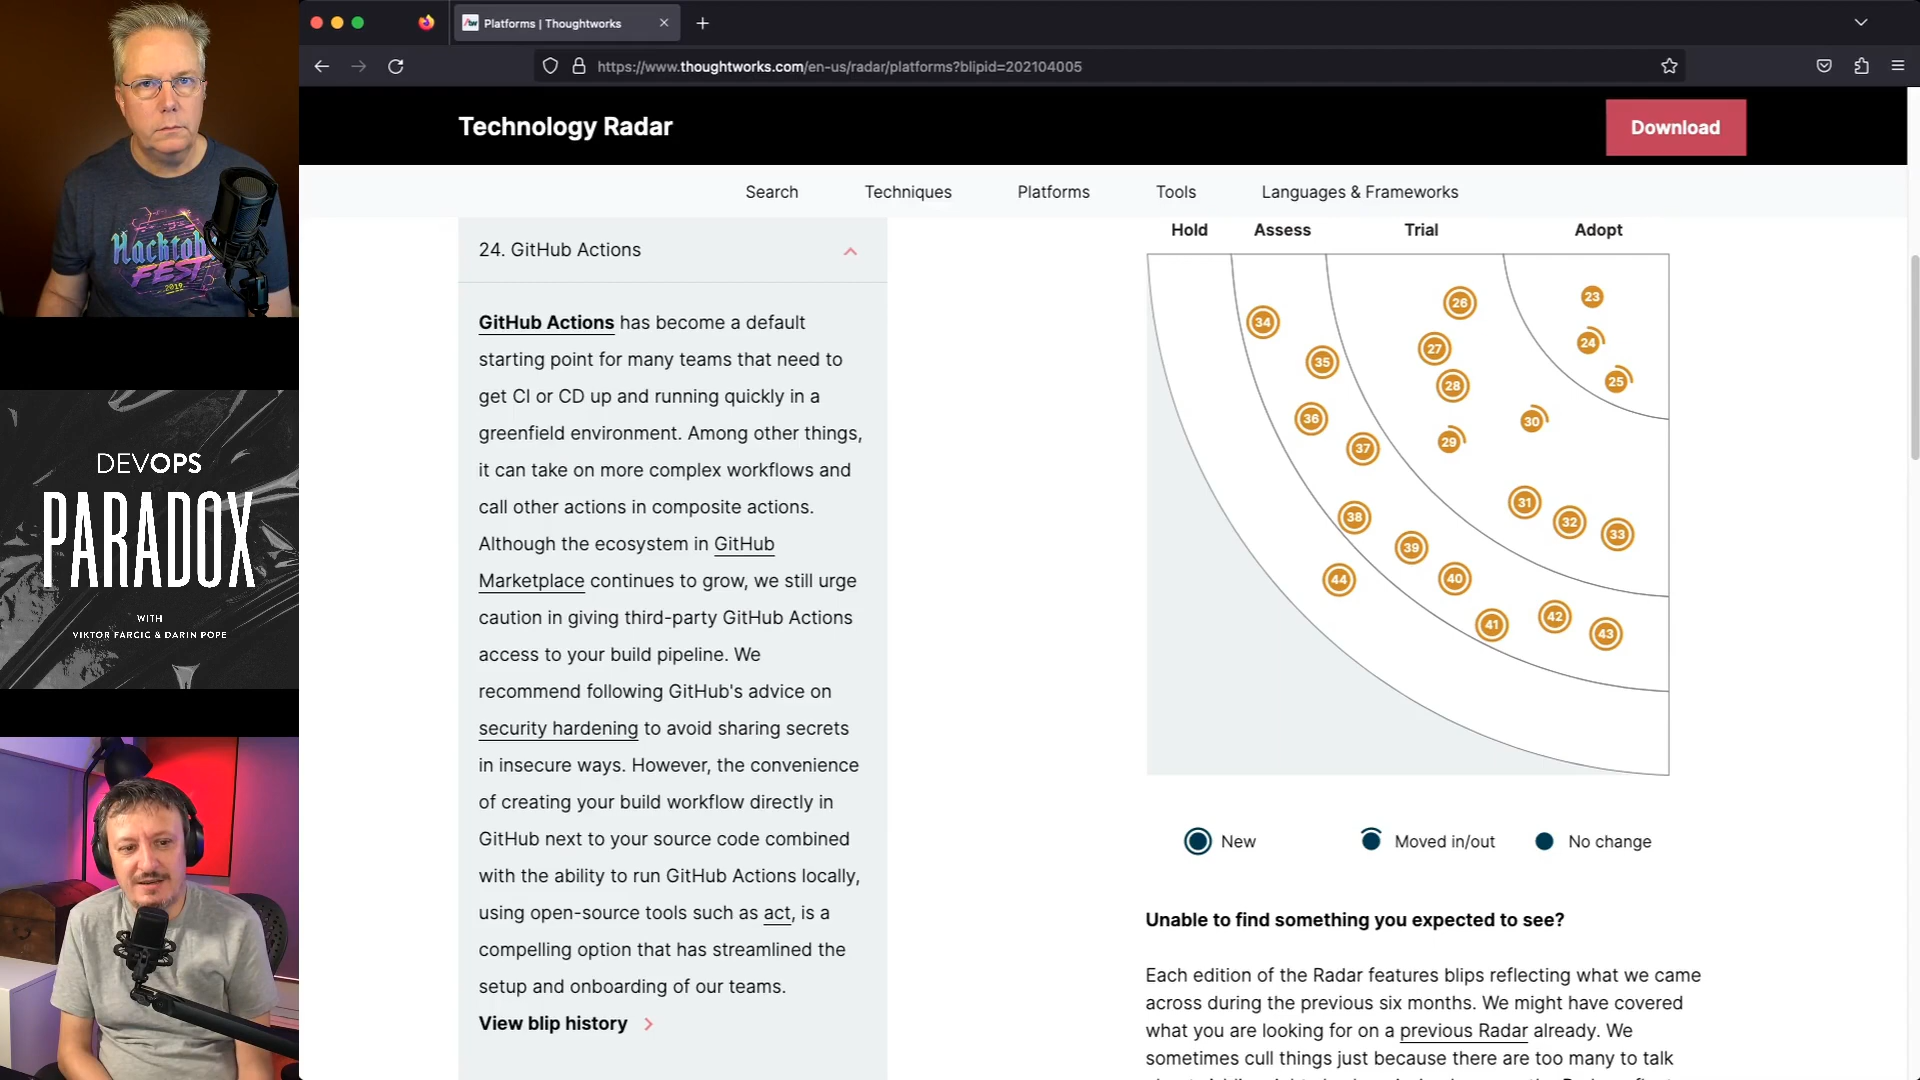 Platforms | Thoughtworks
https://www.thoughtworks.com/en-us/radar/platforms?blipid=202104005
Technology Radar
Download
Search
Techniques
Platforms
Tools
Languages & Frameworks
24. GitHub Actions
GitHub Actions has become a default
starting point for many teams that need to
get CI or CD up and running quickly in a
greenfield environment. Among other things,
it can take on more complex workflows and
call other actions in composite actions.
Although the ecosystem in GitHub
Marketplace continues to grow, we still urge
caution in giving third-party GitHub Actions
access to your build pipeline. We
recommend following GitHub's advice on
security hardening to avoid sharing secrets
in insecure ways. However, the convenience
of creating your build workflow directly in
GitHub next to your source code combined
with the ability to run GitHub Actions locally,
using open-source tools such as act, is a
compelling option that has streamlined the
setup and onboarding of our teams.
View blip history
Hold
Assess
Trial
Adopt
23
24
25
26
27
28
29
30
31
32
33
34
35
36
37
38
39
40
41
42
43
44
New
Moved in/out
No change
Unable to find something you expected to see?
Each edition of the Radar features blips reflecting what we came
across during the previous six months. We might have covered
what you are looking for on a previous Radar already. We
sometimes cull things just because there are too many to talk
FEST
2019
DEVOPS
PARADOX
WITH
VIKTOR FARCIC & DARIN POPE